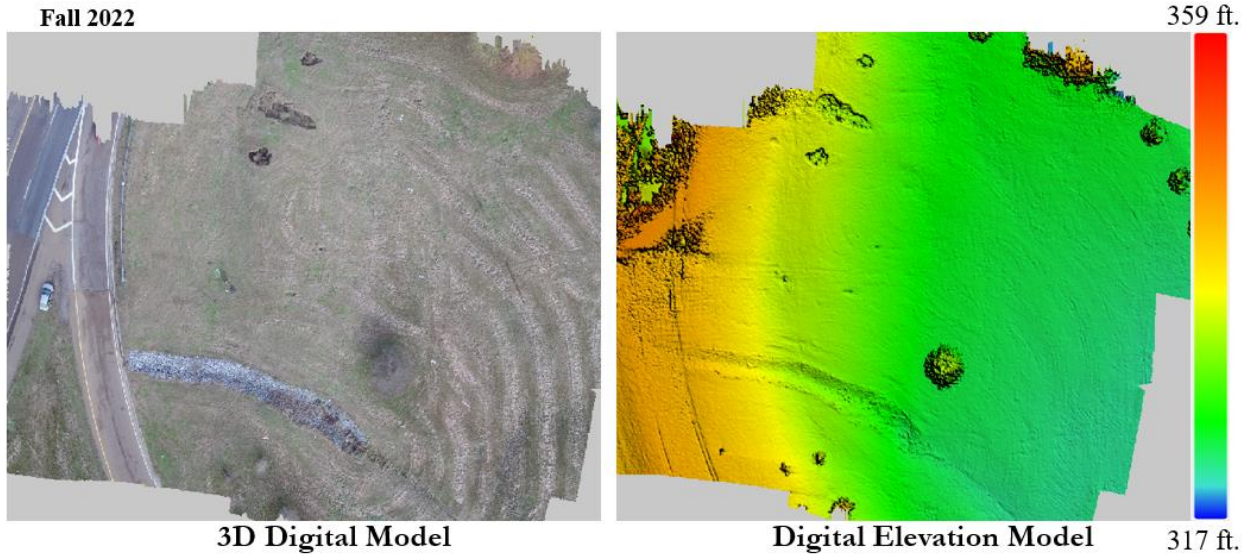 Fall 2022
359 ft.
3D Digital Model
Digital Elevation Model
317 ft.